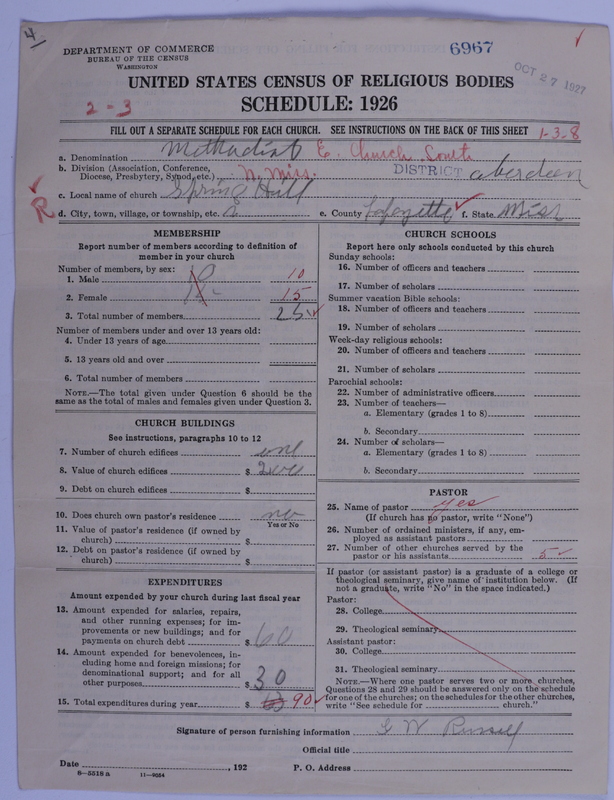 4
DEPARTMENT OF COMMERCE
BUREAU OF THE CENSUS
WASHINGTON
6967
OCT 27 1927
UNITED STATES CENSUS OF RELIGIOUS BODIES
2-3
SCHEDULE: 1926
FILL OUT A SEPARATE SCHEDULE FOR EACH CHURCH. SEE INSTRUCTIONS ON THE BACK OF THIS SHEET 1-3-8
a. Denomination Methodist E. Church South
b. Division (Association, Conference, Diocese, Presbytery, Synod, etc.) N. Miss. DISTRICT Aberdeen
c. Local name of church Spring Hill
R
d. City, town, village, or township, etc. e. County Lafayette f. State Miss
MEMBERSHIP
Report number of members according to definition of member in your church
Number of members, by sex:
1. Male 10
2. Female 15
3. Total number of members 25
Number of members under and over 13 years old:
4. Under 13 years of age
5. 13 years old and over
6. Total number of members
NOTE.—The total given under Question 6 should be the same as the total of males and females given under Question 3.
CHURCH BUILDINGS
See instructions, paragraphs 10 to 12
7. Number of church edifices one
8. Value of church edifices $
9. Debt on church edifices $
10. Does church own pastor's residence no
Yes or No
11. Value of pastor's residence (if owned by church) $
12. Debt on pastor's residence (if owned by church) $
EXPENDITURES
Amount expended by church during last fiscal year
13. Amount expended for salaries, repairs, and other running expenses; for improvements or new buildings; and for payments on church debt $ 60
14. Amount expended for benevolences, including home and foreign missions; for denominational support; and for all other purposes $ 30
15. Total expenditures during year $ 90
CHURCH SCHOOLS
Report here only schools conducted by this church
Sunday schools:
16. Number of officers and teachers
17. Number of scholars
Summer vacation Bible schools:
18. Number of officers and teachers
19. Number of scholars
Week-day religious schools:
20. Number of officers and teachers
21. Number of scholars
Parochial schools:
22. Number of administrative officers
23. Number of teachers—
a. Elementary (grades 1 to 8)
b. Secondary
24. Number of scholars—
a. Elementary (grades 1 to 8)
b. Secondary
PASTOR
25. Name of pastor yes
(If church has no pastor, write "None")
26. Number of ordained ministers, if any, employed as assistant pastors
27. Number of other churches served by the pastor or his assistants 5
If pastor (or assistant pastor) is a graduate of a college or theological seminary, give name of institution below. (If not a graduate, write "No" in the space indicated.)
Pastor:
28. College
29. Theological seminary
Assistant pastor:
30. College
31. Theological seminary
NOTE.—Where one pastor serves two or more churches, Questions 28 and 29 should be answered only on the schedule for one of the churches; on the schedules for the other churches, write "See schedule for church."
Signature of person furnishing information G W Russell
Official title
Date , 192 P. O. Address
8-5518 a 11-9054